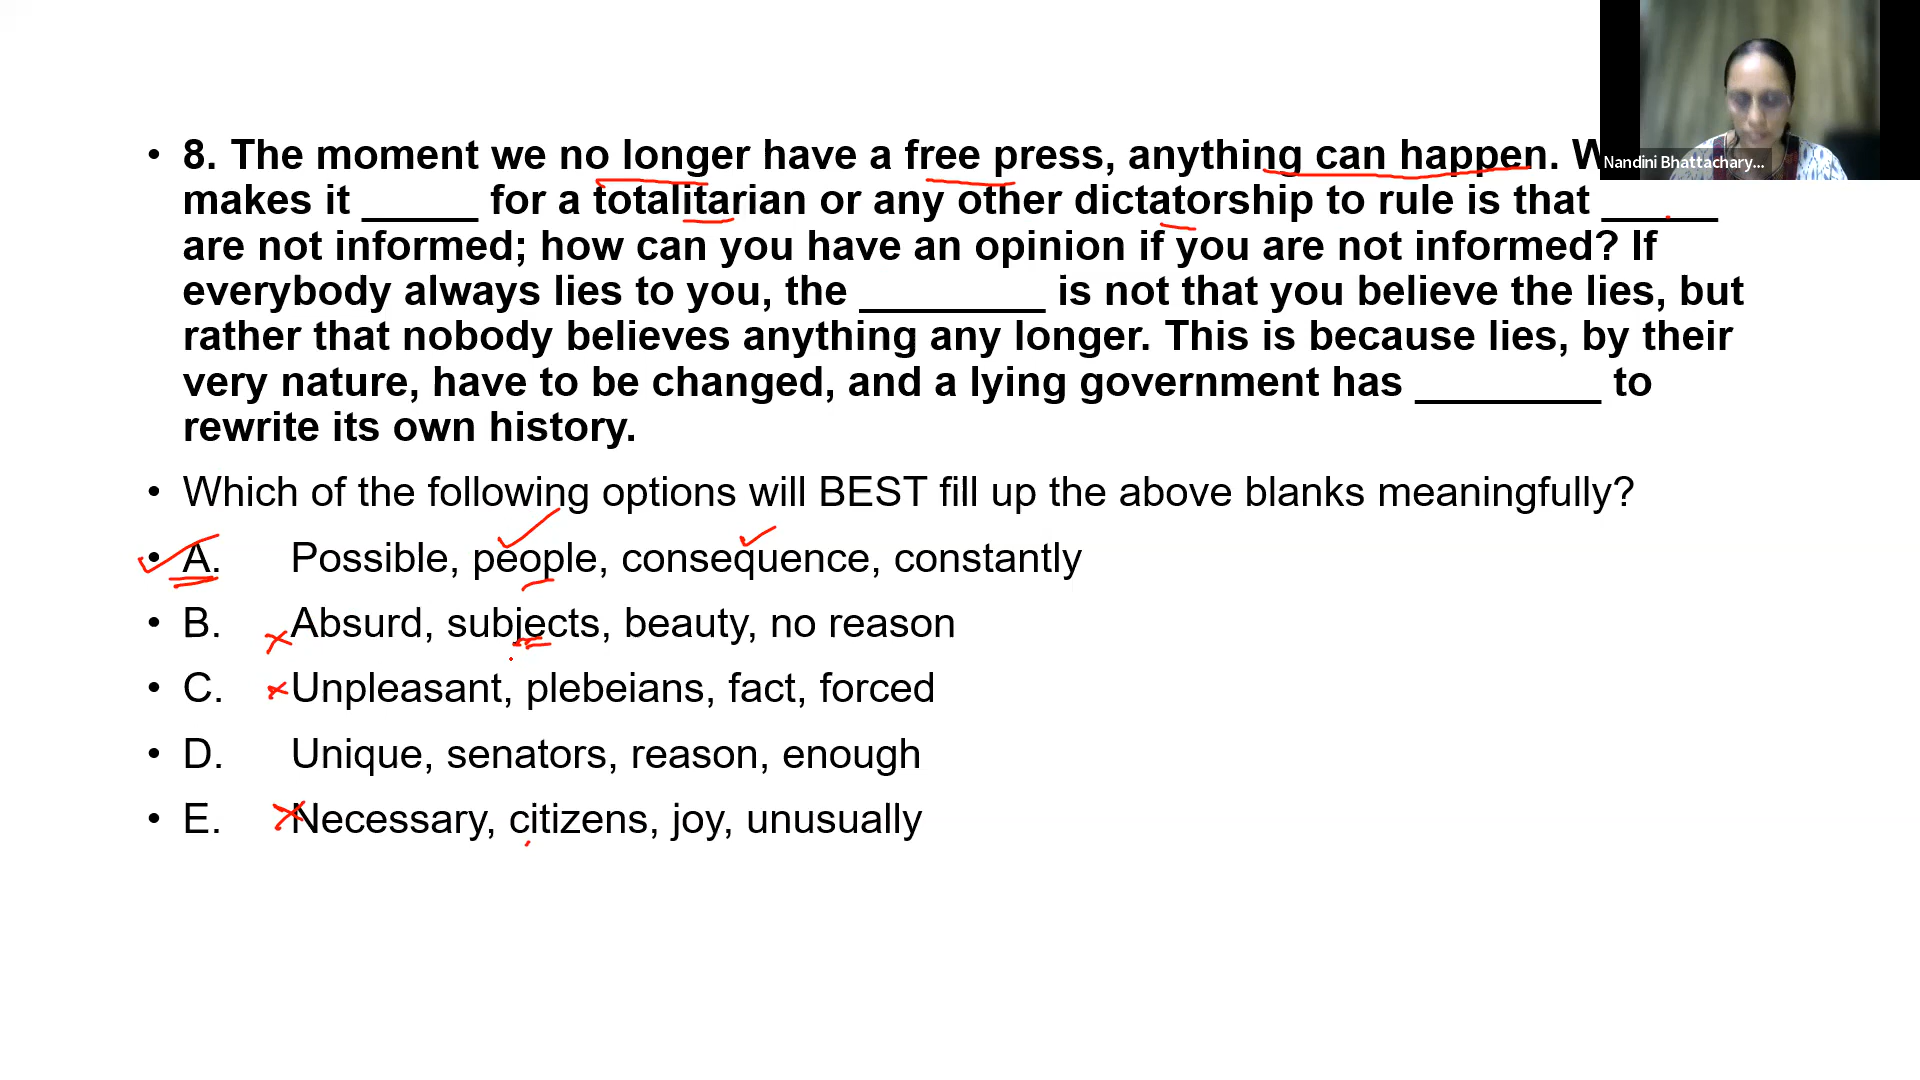 • 8. The moment we no longer have a free press, anything can happen.
makes it _____ for a totalitarian or any other dictatorship to rule is that _____
are not informed; how can you have an opinion if you are not informed? If
everybody always lies to you, the ________ is not that you believe the lies, but
rather that nobody believes anything any longer. This is because lies, by their
very nature, have to be changed, and a lying government has ________ to
rewrite its own history.
• Which of the following options will BEST fill up the above blanks meaningfully?
• A. Possible, people, consequence, constantly
• B. Absurd, subjects, beauty, no reason
• C. Unpleasant, plebeians, fact, forced
• D. Unique, senators, reason, enough
• E. Necessary, citizens, joy, unusually
Nandini Bhattachary...